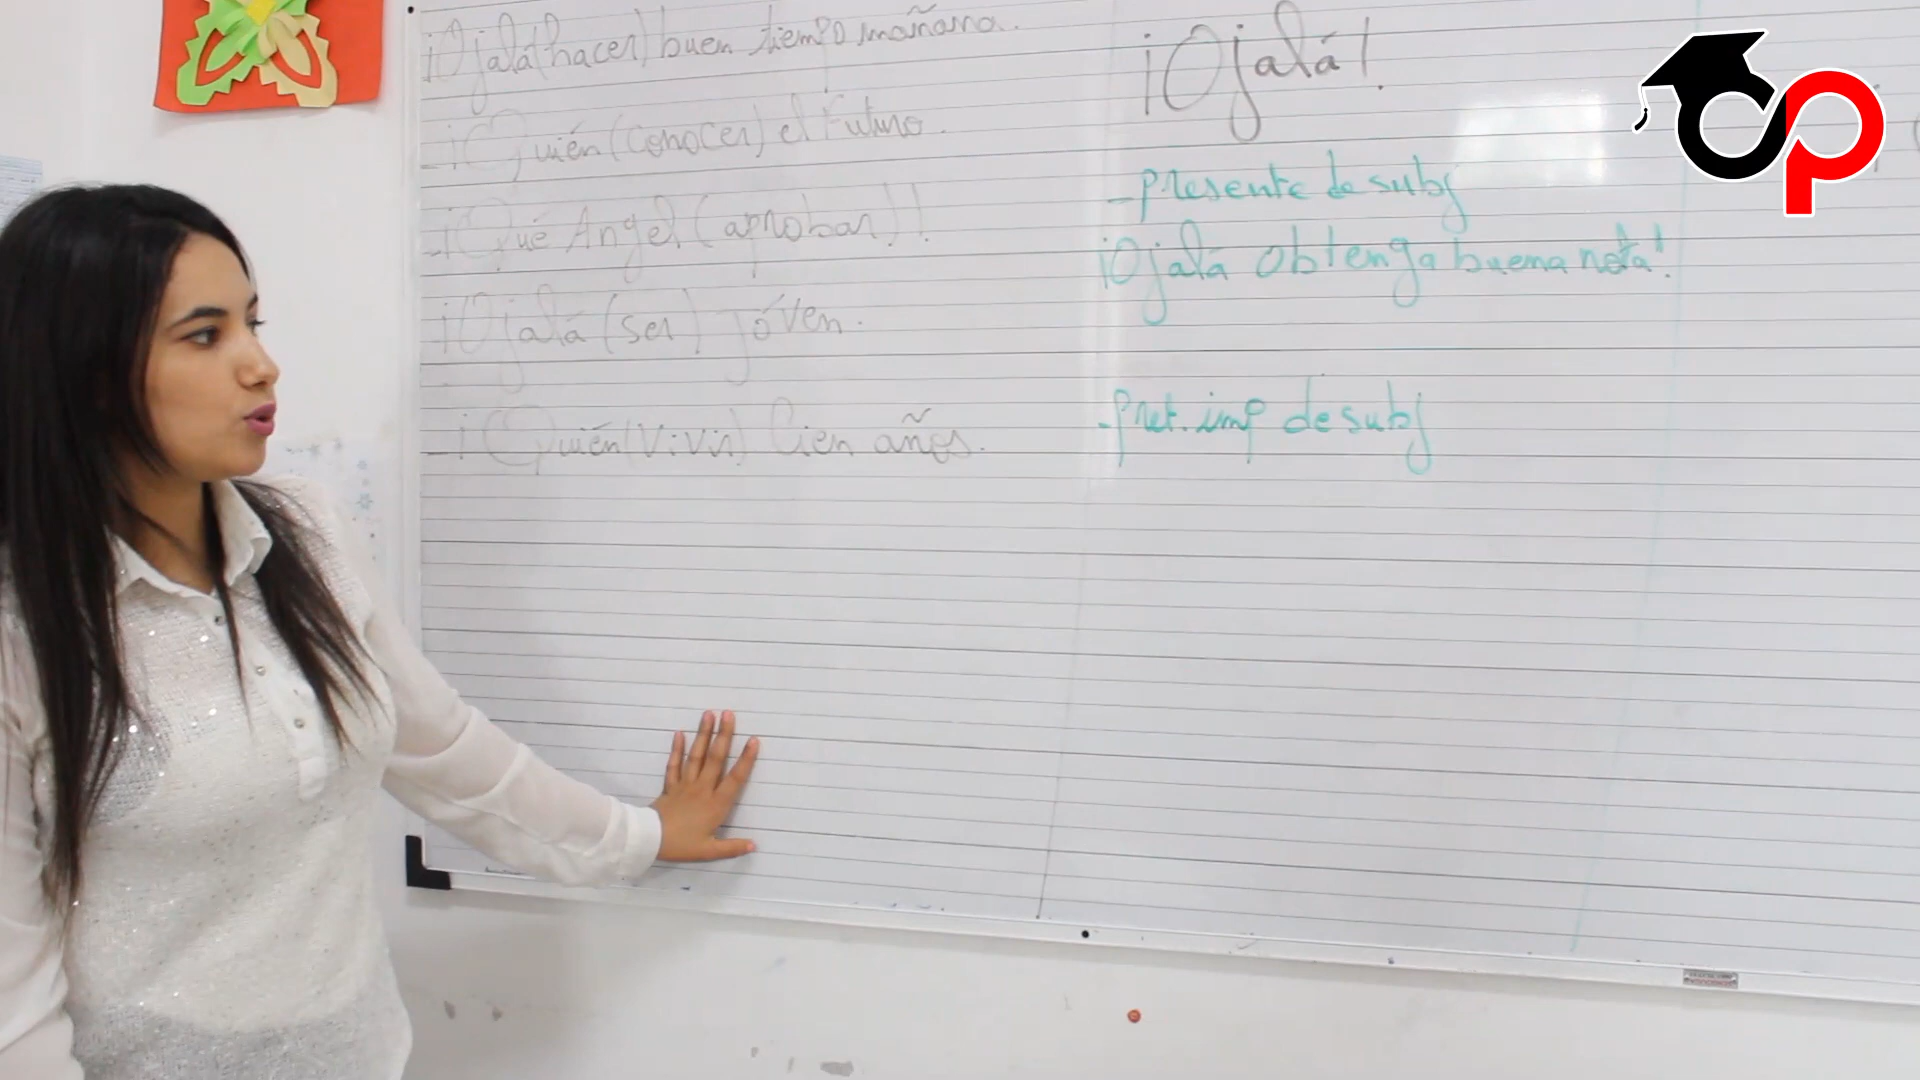 ¡Ojalá (hacer) buen tiempo mañana.
- ¡Quién (conocer) el futuro.
- ¡Qué Angel (aprobar)!
¡Ojalá (ser) jóven.
- ¡Quién (vivir) Cien años.
¡Ojalá!
- presente de subj
¡Ojalá obtenga buena nota!
- pret. imp de subj